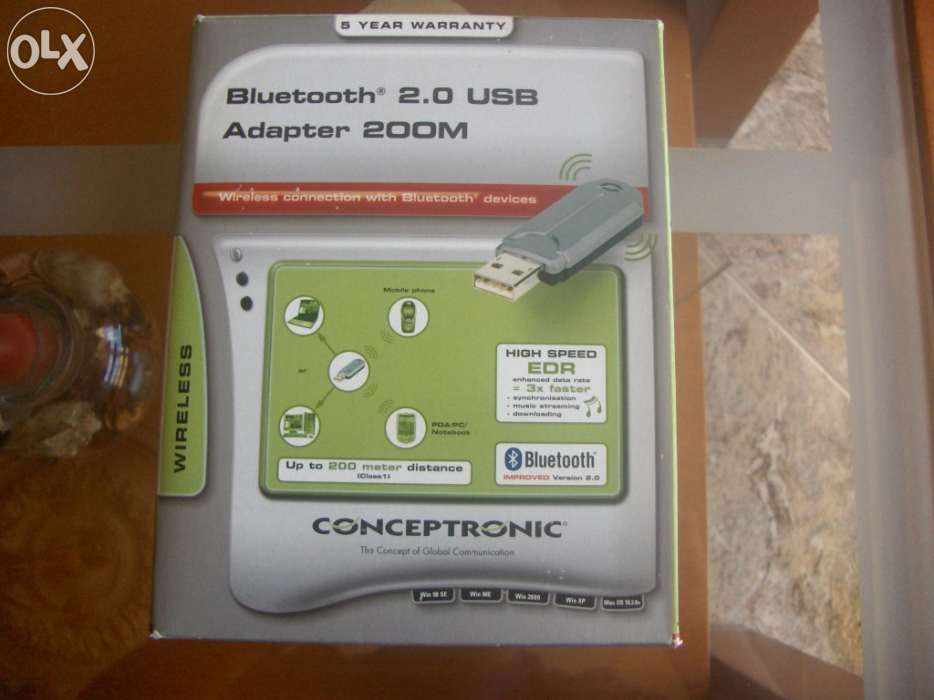 OLX
5 YEAR WARRANTY
Bluetooth® 2.0 USB
Adapter 200M
Wireless connection with Bluetooth® devices
WIRELESS
Mobile phone
PDA/PC/
Notebook
HIGH SPEED
EDR
enhanced data rate
= 3x faster
- synchronisation
- music streaming
- downloading
Up to 200 meter distance
(Class1)
Bluetooth®
IMPROVED Version 2.0
CONCEPTRONIC®
The Concept of Global Communication
Win 98 SE
Win ME
Win 2000
Win XP